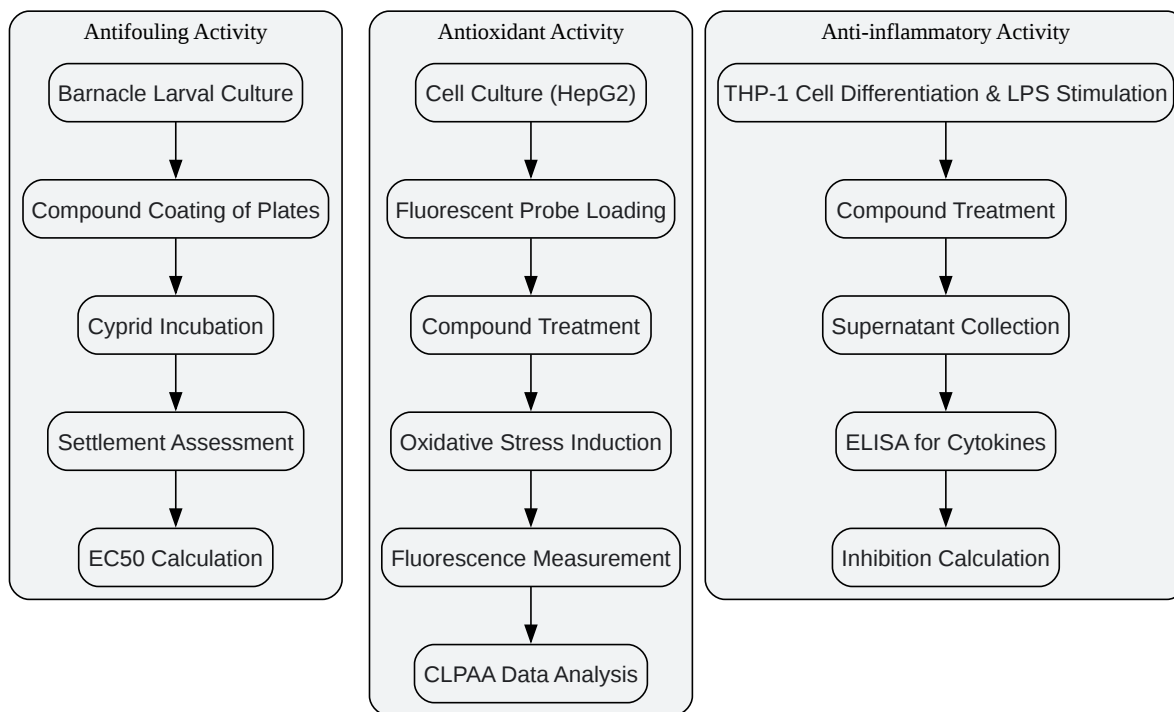 Antifouling Activity
Barnacle Larval Culture
Compound Coating of Plates
Cyprid Incubation
Settlement Assessment
EC50 Calculation
Antioxidant Activity
Cell Culture (HepG2)
Fluorescent Probe Loading
Compound Treatment
Oxidative Stress Induction
Fluorescence Measurement
CLPAA Data Analysis
Anti-inflammatory Activity
THP-1 Cell Differentiation & LPS Stimulation
Compound Treatment
Supernatant Collection
ELISA for Cytokines
Inhibition Calculation